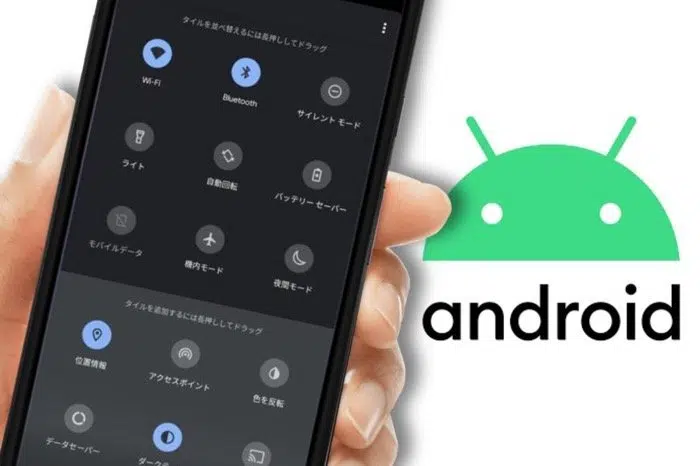 タイルを並べ替えるには長押ししてドラッグ
Wi-Fi
Bluetooth
サイレント モード
ライト
自動回転
バッテリー セーバー
モバイルデータ
機内モード
夜間モード
タイルを追加するには長押ししてドラッグ
位置情報
アクセスポイント
色を反転
データセーバー
android